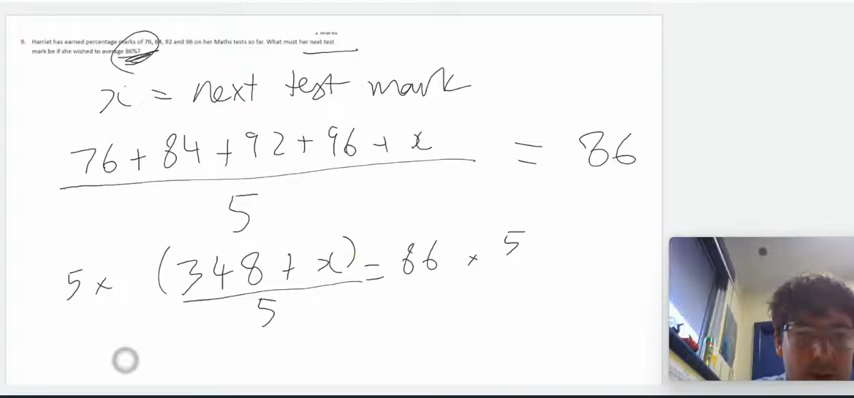 9. Harriet has earned percentage marks of 76, 84, 92 and 96 on her Maths tests so far. What must her next test
mark be if she wished to average 86%?
x = next test mark
76 + 84 + 92 + 96 + x = 86
5
5 × (348 + x) = 86 × 5
5